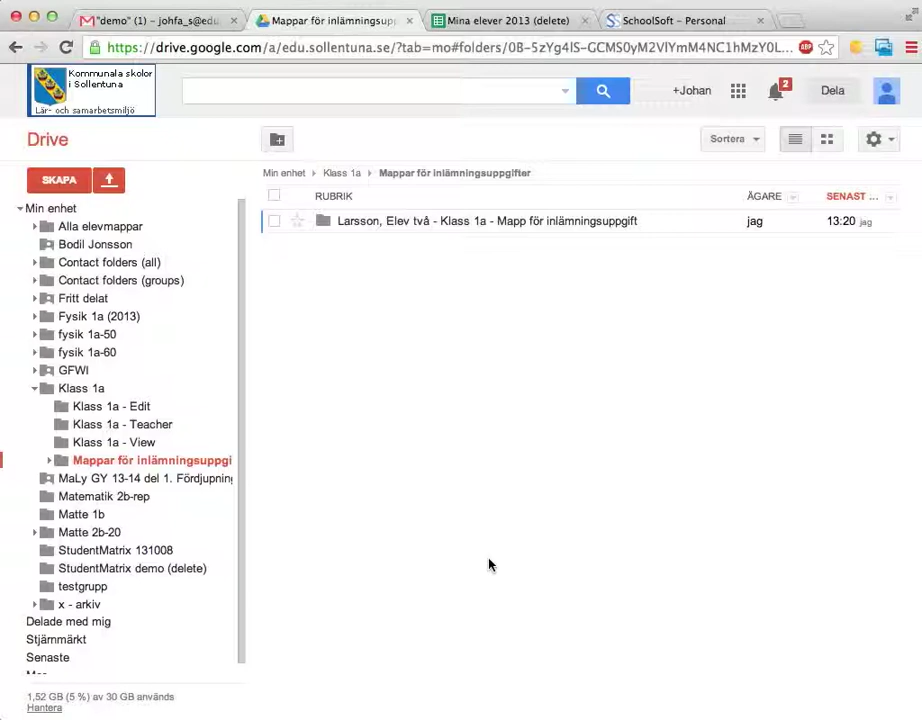 "demo" (1) – johfa_s@edu
Mappar för inlämningsupp
Mina elever 2013 (delete)
SchoolSoft – Personal
https://drive.google.com/a/edu.sollentuna.se/?tab=mo#folders/0B-5zYg4lS-GCMS0yM2VlYmM4NC1hMzY0L...
ABP
Kommunala skolor
i Sollentuna
Lär- och samarbetsmiljö
+Johan
2
Dela
Drive
Sortera
SKAPA
Min enhet
Klass 1a
Mappar för inlämningsuppgifter
RUBRIK
ÄGARE
SENAST ...
Larsson, Elev två - Klass 1a - Mapp för inlämningsuppgift
jag
13:20 jag
Min enhet
Alla elevmappar
Bodil Jonsson
Contact folders (all)
Contact folders (groups)
Fritt delat
Fysik 1a (2013)
fysik 1a-50
fysik 1a-60
GFWI
Klass 1a
Klass 1a - Edit
Klass 1a - Teacher
Klass 1a - View
Mappar för inlämningsuppgi
MaLy GY 13-14 del 1. Fördjupning
Matematik 2b-rep
Matte 1b
Matte 2b-20
StudentMatrix 131008
StudentMatrix demo (delete)
testgrupp
x - arkiv
Delade med mig
Stjärnmärkt
Senaste
1,52 GB (5 %) av 30 GB används
Hantera